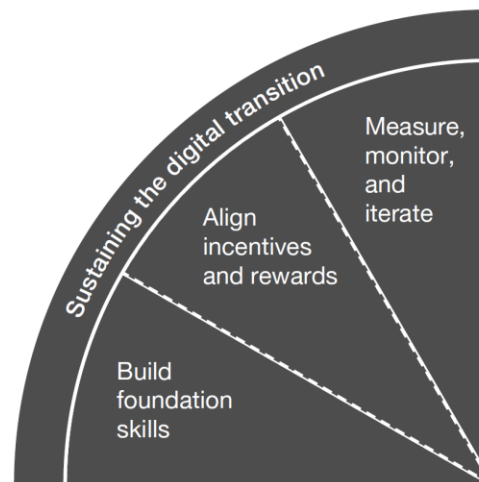 Sustaining the digital transition
Measure,
monitor,
and
iterate
Align
incentives
and rewards
Build
foundation
skills